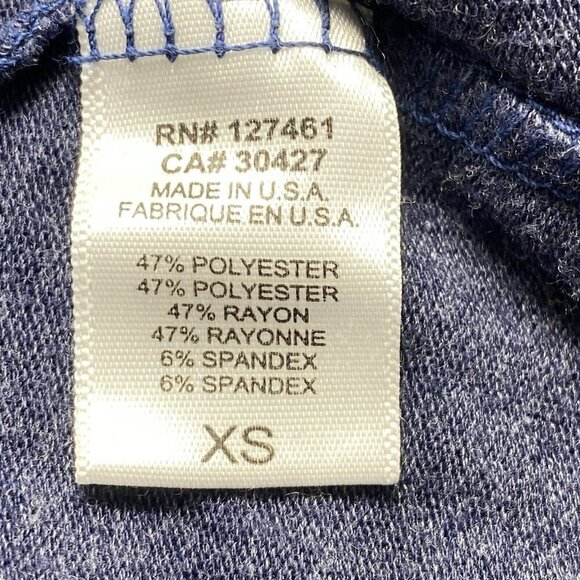 RN# 127461
CA# 30427
MADE IN U.S.A.
FABRIQUE EN U.S.A.
47% POLYESTER
47% POLYESTER
47% RAYON
47% RAYONNE
6% SPANDEX
6% SPANDEX
XS